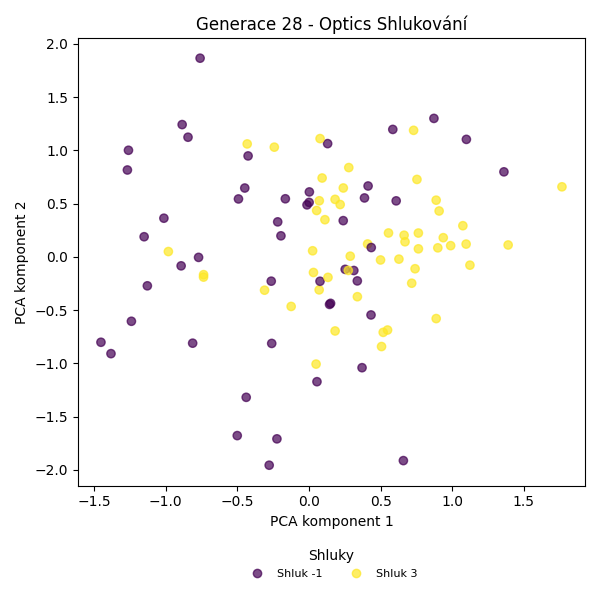 Generace 28 - Optics Shlukování
2.0
1.5
1.0
0.5
0.0
−0.5
−1.0
−1.5
−2.0
PCA komponent 2
−1.5 −1.0 −0.5 0.0 0.5 1.0 1.5
PCA komponent 1
Shluky
Shluk -1 Shluk 3